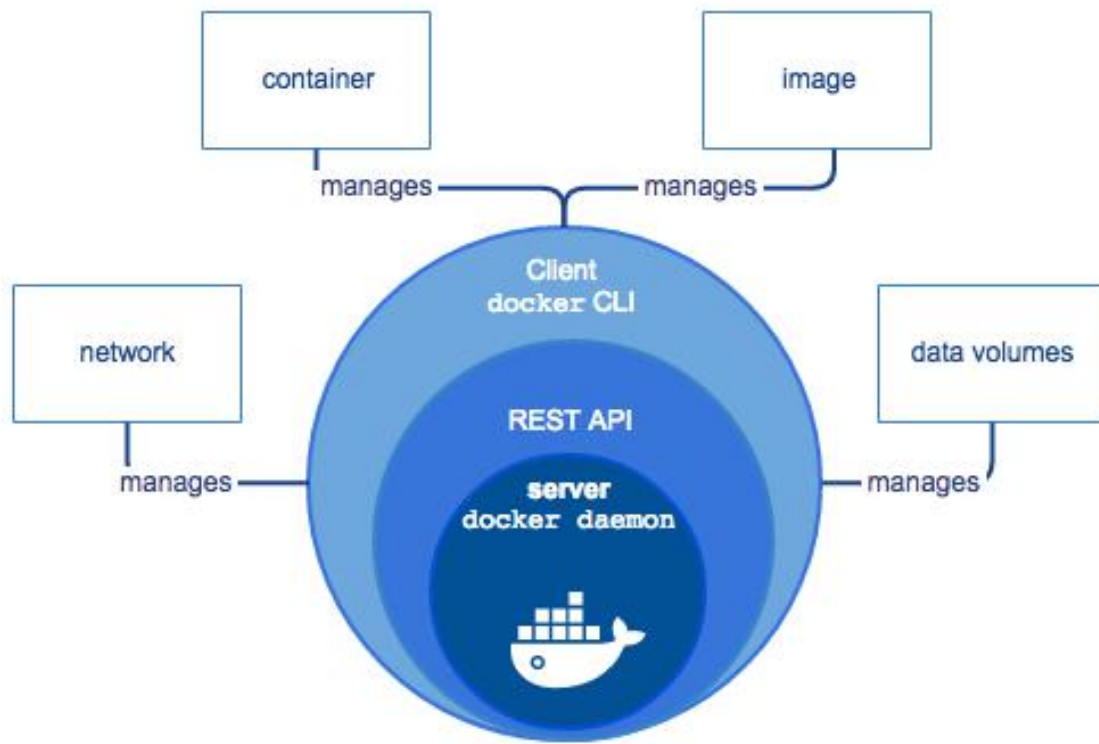 container
image
manages
manages
Client
docker CLI
network
data volumes
REST API
manages
manages
server
docker daemon